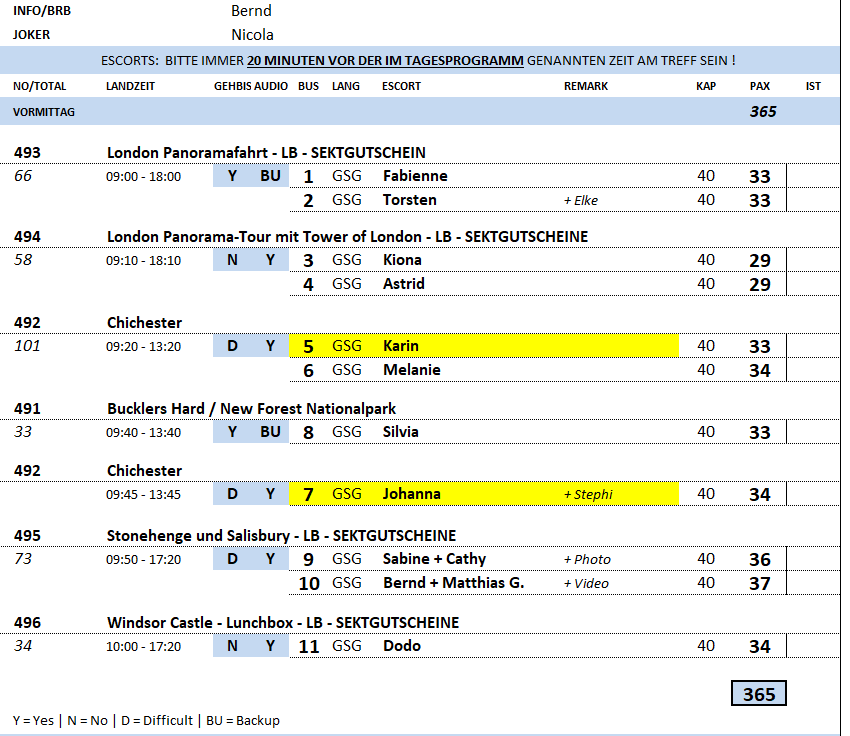 INFO/BRB Bernd
JOKER Nicola
ESCORTS: BITTE IMMER 20 MINUTEN VOR DER IM TAGESPROGRAMM GENANNTEN ZEIT AM TREFF SEIN !
NO/TOTAL LANDZEIT GEHBIS AUDIO BUS LANG ESCORT REMARK KAP PAX IST
VORMITTAG 365
493 London Panoramafahrt - LB - SEKTGUTSCHEIN
66 09:00 - 18:00 Y BU 1 GSG Fabienne 40 33
2 GSG Torsten + Elke 40 33
494 London Panorama-Tour mit Tower of London - LB - SEKTGUTSCHEINE
58 09:10 - 18:10 N Y 3 GSG Kiona 40 29
4 GSG Astrid 40 29
492 Chichester
101 09:20 - 13:20 D Y 5 GSG Karin 40 33
6 GSG Melanie 40 34
491 Bucklers Hard / New Forest Nationalpark
33 09:40 - 13:40 Y BU 8 GSG Silvia 40 33
492 Chichester
09:45 - 13:45 D Y 7 GSG Johanna + Stephi 40 34
495 Stonehenge und Salisbury - LB - SEKTGUTSCHEINE
73 09:50 - 17:20 D Y 9 GSG Sabine + Cathy + Photo 40 36
10 GSG Bernd + Matthias G. + Video 40 37
496 Windsor Castle - Lunchbox - LB - SEKTGUTSCHEINE
34 10:00 - 17:20 N Y 11 GSG Dodo 40 34
365
Y = Yes | N = No | D = Difficult | BU = Backup